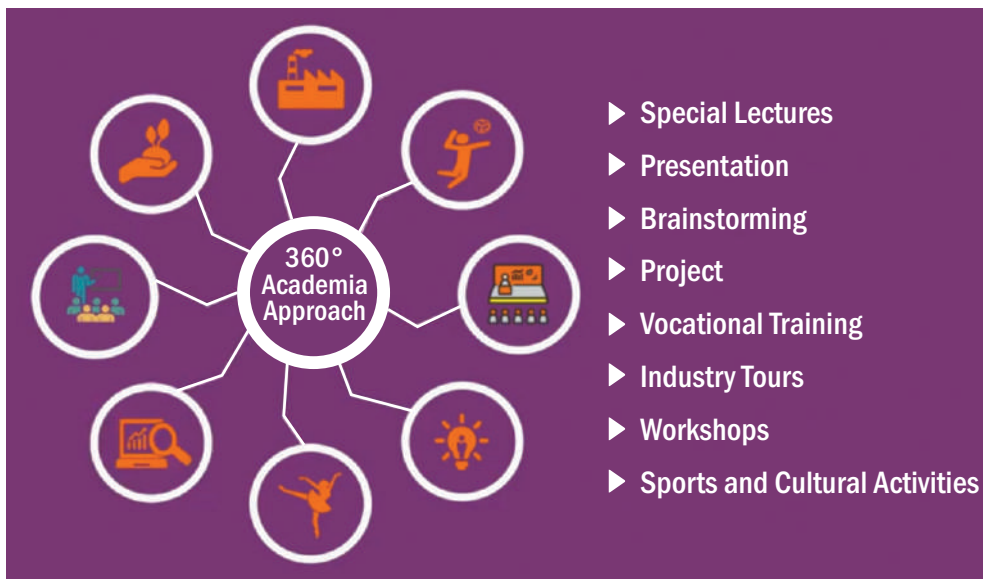 360°
Academia
Approach
Special Lectures
Presentation
Brainstorming
Project
Vocational Training
Industry Tours
Workshops
Sports and Cultural Activities